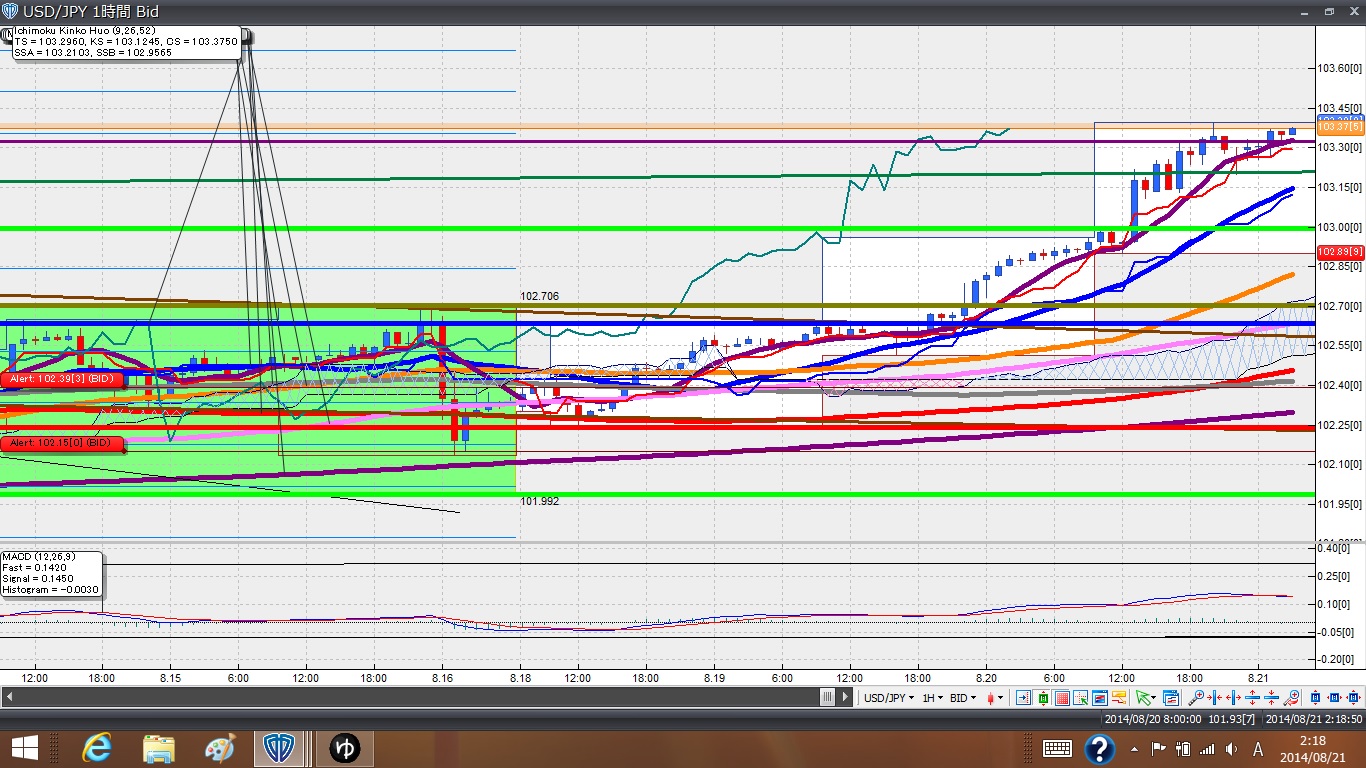 USD/JPY 1時間 Bid
Ichimoku Kinko Huo (9,26,52)
TS = 103.2960, KS = 103.1245, CS = 103.3750
SSA = 103.2103, SSB = 102.9565
103.60[0]
103.45[0]
103.37[5]
103.30[0]
103.15[0]
103.00[0]
102.89[9]
102.85[0]
102.706
102.70[0]
102.55[0]
Alert: 102.39[3] (BID)
102.40[0]
102.25[0]
Alert: 102.15[0] (BID)
102.10[0]
101.992
101.95[0]
MACD (12,26,9)
Fast = 0.1420
Signal = 0.1450
Histogram = -0.0030
0.40[0]
0.25[0]
0.10[0]
-0.05[0]
-0.20[0]
12:00 18:00 8.15 6:00 12:00 18:00 8.16 8.18 12:00 18:00 8.19 6:00 12:00 18:00 8.20 6:00 12:00 18:00 8.21
USD/JPY 1H BID
2014/08/20 8:00:00 101.93[7] 2014/08/21 2:18:50
ゆ
A
2:18
2014/08/21